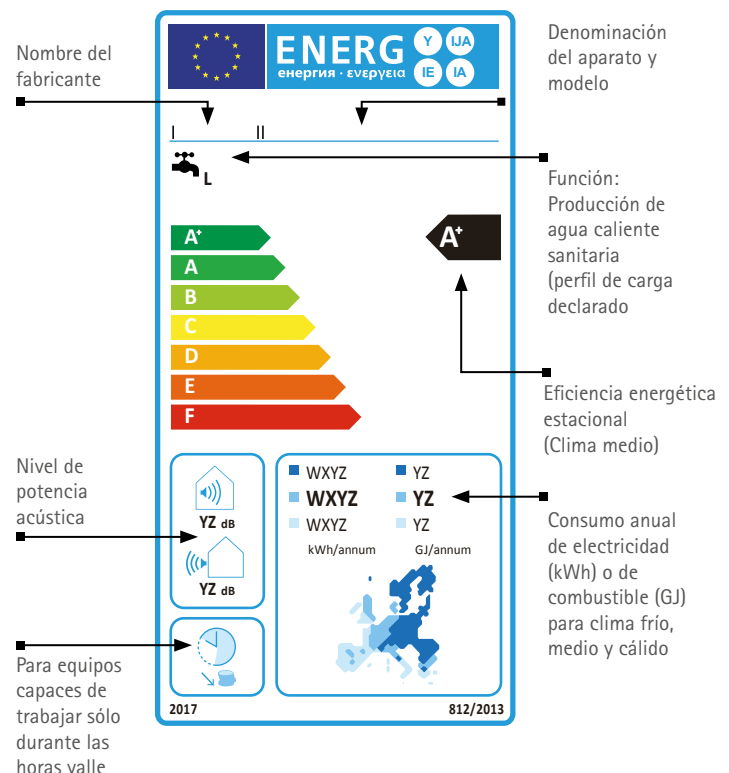 Nombre del
fabricante
Denominación
del aparato y
modelo
ENERG
енергия · ενεργεια
Y IJA
IE IA
I II
L
Función:
Producción de
agua caliente
sanitaria
(perfil de carga
declarado
A+
A
B
C
D
E
F
A+
Eficiencia energética
estacional
(Clima medio)
Nivel de
potencia
acústica
YZ dB
YZ dB
WXYZ YZ
WXYZ YZ
WXYZ YZ
kWh/annum GJ/annum
Consumo anual
de electricidad
(kWh) o de
combustible (GJ)
para clima frío,
medio y cálido
Para equipos
capaces de
trabajar sólo
durante las
horas valle
2017 812/2013